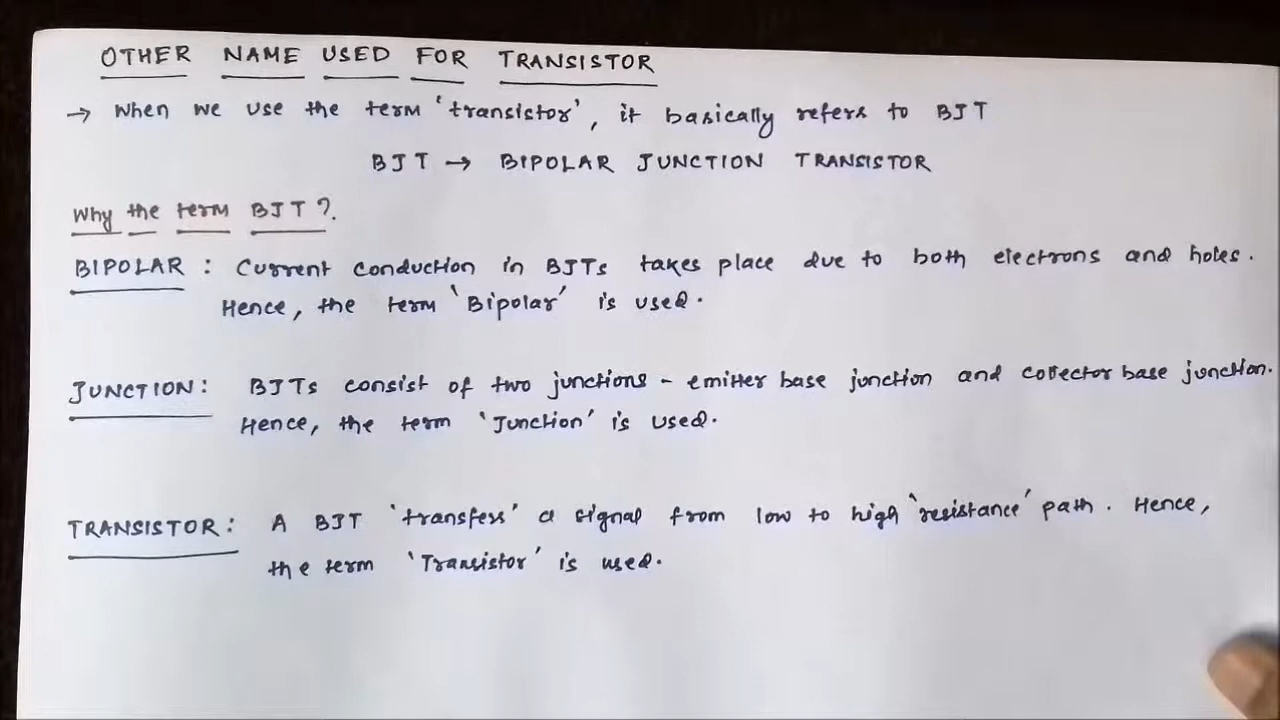 OTHER NAME USED FOR TRANSISTOR
→ When we use the term 'transistor', it basically refers to BJT
BJT → BIPOLAR JUNCTION TRANSISTOR
Why the term BJT?
BIPOLAR : Current conduction in BJTs takes place due to both electrons and holes.
Hence, the term 'Bipolar' is used.
JUNCTION: BJTs consist of two junctions - emitter base junction and collector base junction.
Hence, the term 'Junction' is used.
TRANSISTOR: A BJT 'transfers' a signal from low to high 'resistance' path. Hence,
the term 'Transistor' is used.